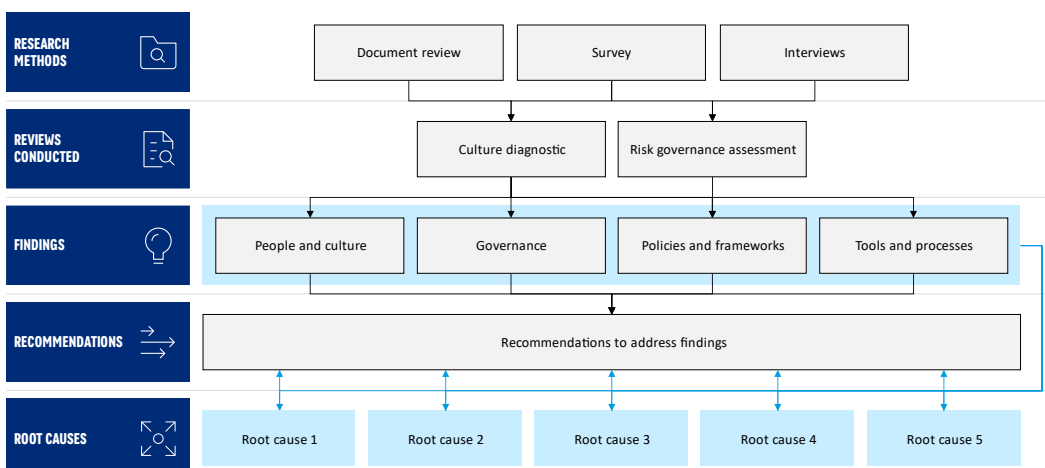 RESEARCH
METHODS
Document review
Survey
Interviews
REVIEWS
CONDUCTED
Culture diagnostic
Risk governance assessment
FINDINGS
People and culture
Governance
Policies and frameworks
Tools and processes
RECOMMENDATIONS
Recommendations to address findings
ROOT CAUSES
Root cause 1
Root cause 2
Root cause 3
Root cause 4
Root cause 5